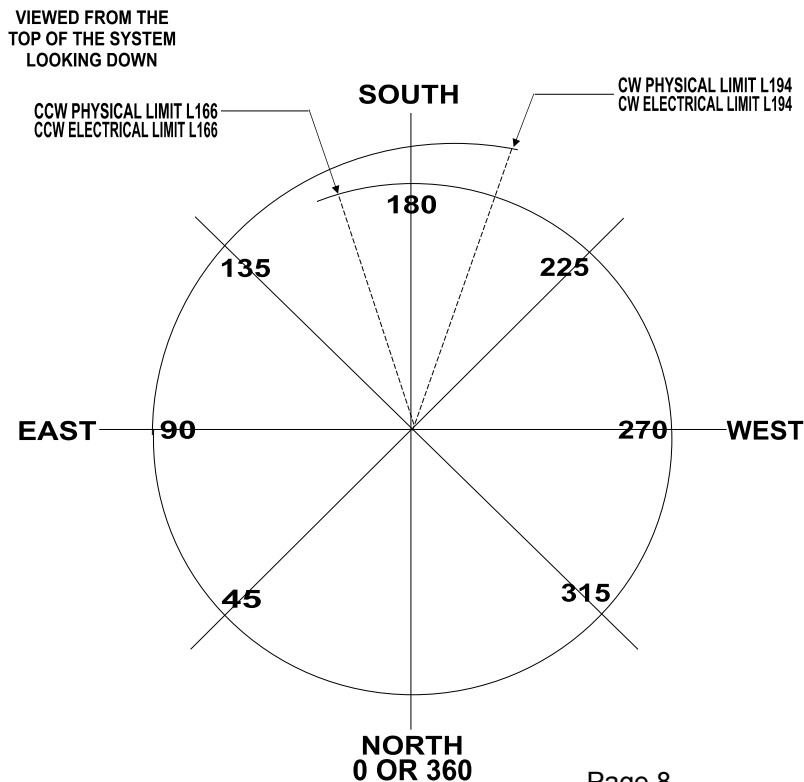 VIEWED FROM THE
TOP OF THE SYSTEM
LOOKING DOWN
CCW PHYSICAL LIMIT L166
CCW ELECTRICAL LIMIT L166
SOUTH
CW PHYSICAL LIMIT L194
CW ELECTRICAL LIMIT L194
180
135
225
EAST
90
270
WEST
45
315
NORTH
0 OR 360
Page 8